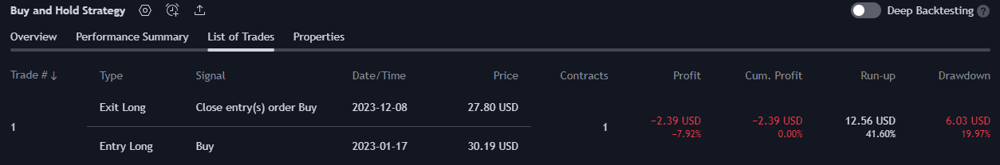 Buy and Hold Strategy
Deep Backtesting ?
Overview Performance Summary List of Trades Properties
Trade # ↓ Type Signal Date/Time Price Contracts Profit Cum. Profit Run-up Drawdown
Exit Long Close entry(s) order Buy 2023-12-08 27.80 USD
1 1 −2.39 USD −2.39 USD 12.56 USD 6.03 USD
−7.92% 0.00% 41.60% 19.97%
Entry Long Buy 2023-01-17 30.19 USD